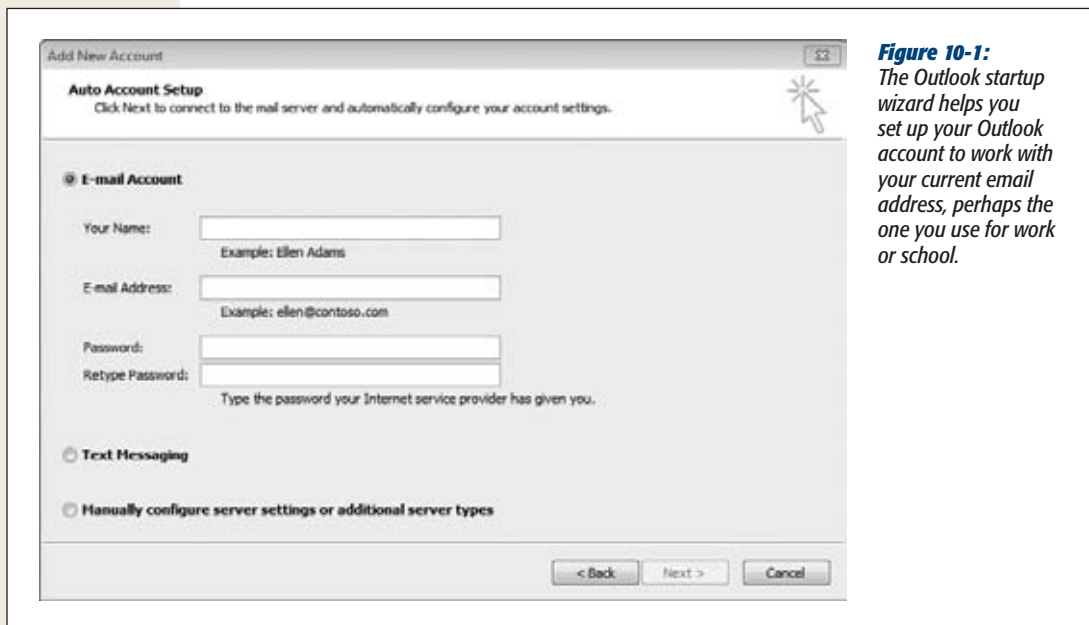 Add New Account
Auto Account Setup
Click Next to connect to the mail server and automatically configure your account settings.
E-mail Account
Your Name:
Example: Ellen Adams
E-mail Address:
Example: ellen@contoso.com
Password:
Retype Password:
Type the password your Internet service provider has given you.
Text Messaging
Manually configure server settings or additional server types
< Back
Next >
Cancel
Figure 10-1:
The Outlook startup
wizard helps you
set up your Outlook
account to work with
your current email
address, perhaps the
one you use for work
or school.